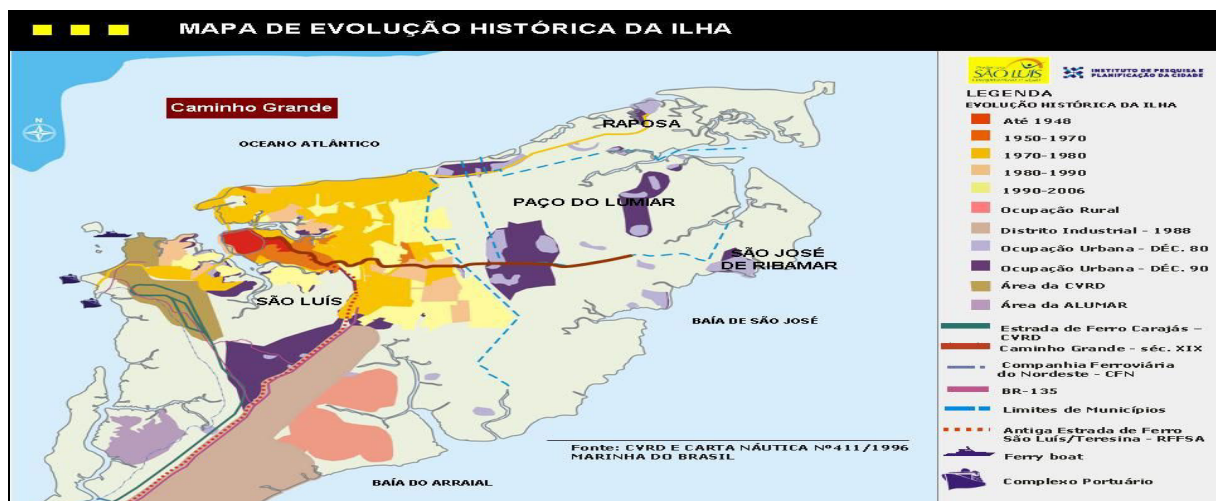 MAPA DE EVOLUÇÃO HISTÓRICA DA ILHA
Caminho Grande
N
OCEANO ATLÂNTICO
RAPOSA
PAÇO DO LUMIAR
SÃO JOSÉ
DE RIBAMAR
SÃO LUÍS
BAÍA DE SÃO JOSÉ
Fonte: CVRD E CARTA NÁUTICA Nº411/1996
MARINHA DO BRASIL
BAÍA DO ARRAIAL
SÃO LUÍS
INSTITUTO DE PESQUISA E
PLANIFICAÇÃO DA CIDADE
LEGENDA
EVOLUÇÃO HISTÓRICA DA ILHA
Até 1948
1950-1970
1970-1980
1980-1990
1990-2006
Ocupação Rural
Distrito Industrial - 1988
Ocupação Urbana - DÉC. 80
Ocupação Urbana - DÉC. 90
Área da CVRD
Área da ALUMAR
Estrada de Ferro Carajás –
CVRD
Caminho Grande - séc. XIX
Companhia Ferroviária
do Nordeste - CFN
BR-135
Limites de Municípios
Antiga Estrada de Ferro
São Luís/Teresina - RFFSA
Ferry boat
Complexo Portuário